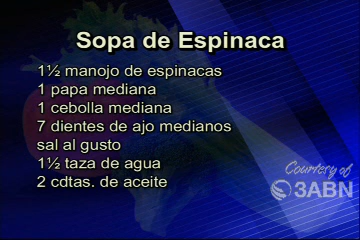 Sopa de Espinaca
1½ manojo de espinacas
1 papa mediana
1 cebolla mediana
7 dientes de ajo medianos
sal al gusto
1½ taza de agua
2 cdtas. de aceite
Courtesy of
3ABN